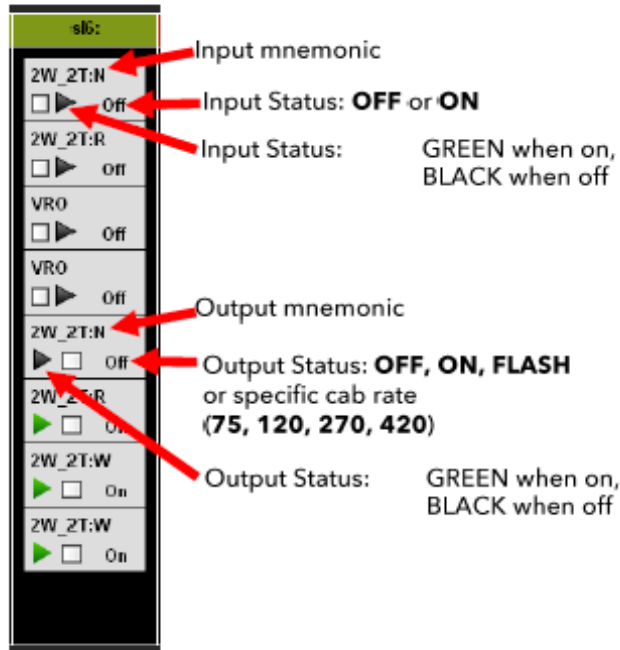 sl6:
2W_2T:N
Off
2W_2T:R
Off
VRO
Off
VRO
Off
2W_2T:N
Off
2W_2T:R
2W_2T:W
On
2W_2T:W
On
Input mnemonic
Input Status: OFF or ON
Input Status: GREEN when on,
BLACK when off
Output mnemonic
Output Status: OFF, ON, FLASH
or specific cab rate
(75, 120, 270, 420)
Output Status: GREEN when on,
BLACK when off